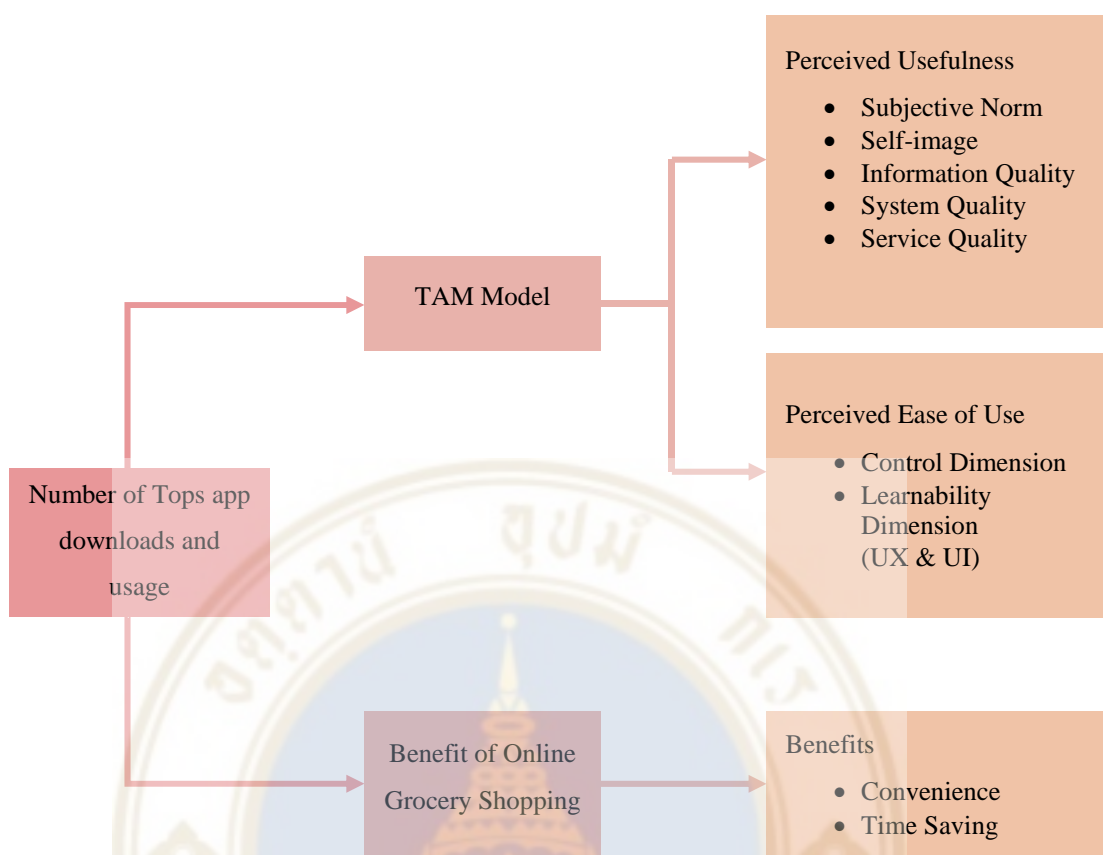 Perceived Usefulness
• Subjective Norm
• Self-image
• Information Quality
• System Quality
• Service Quality
TAM Model
Perceived Ease of Use
• Control Dimension
• Learnability
Dimension
(UX & UI)
Number of Tops app
downloads and
usage
Benefit of Online
Grocery Shopping
Benefits
• Convenience
• Time Saving